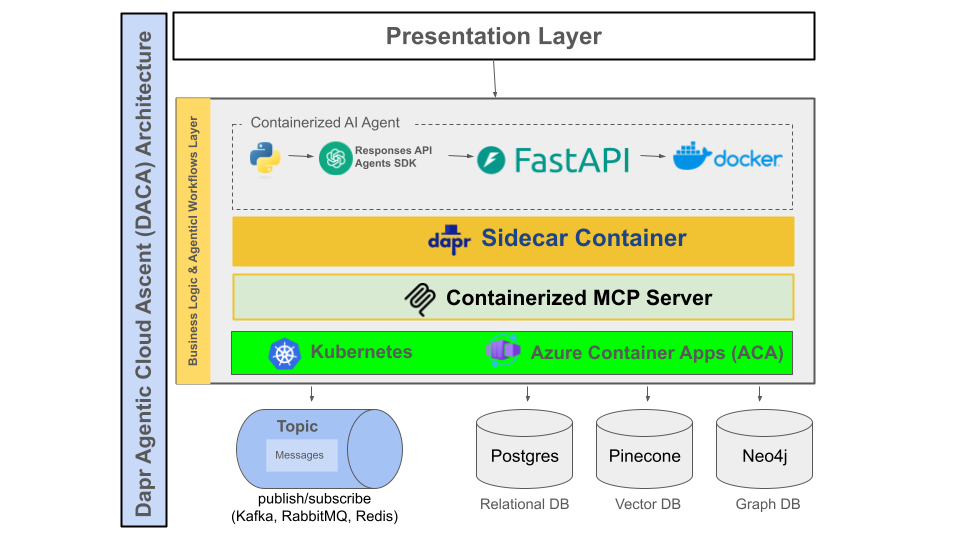 Dapr Agentic Cloud Ascent (DACA) Architecture
Presentation Layer
Business Logic & Agenticl Workflows Layer
Containerized AI Agent
Responses API
Agents SDK
FastAPI
docker
dapr Sidecar Container
Containerized MCP Server
Kubernetes
Azure Container Apps (ACA)
Topic
Messages
publish/subscribe
(Kafka, RabbitMQ, Redis)
Postgres
Pinecone
Neo4j
Relational DB
Vector DB
Graph DB